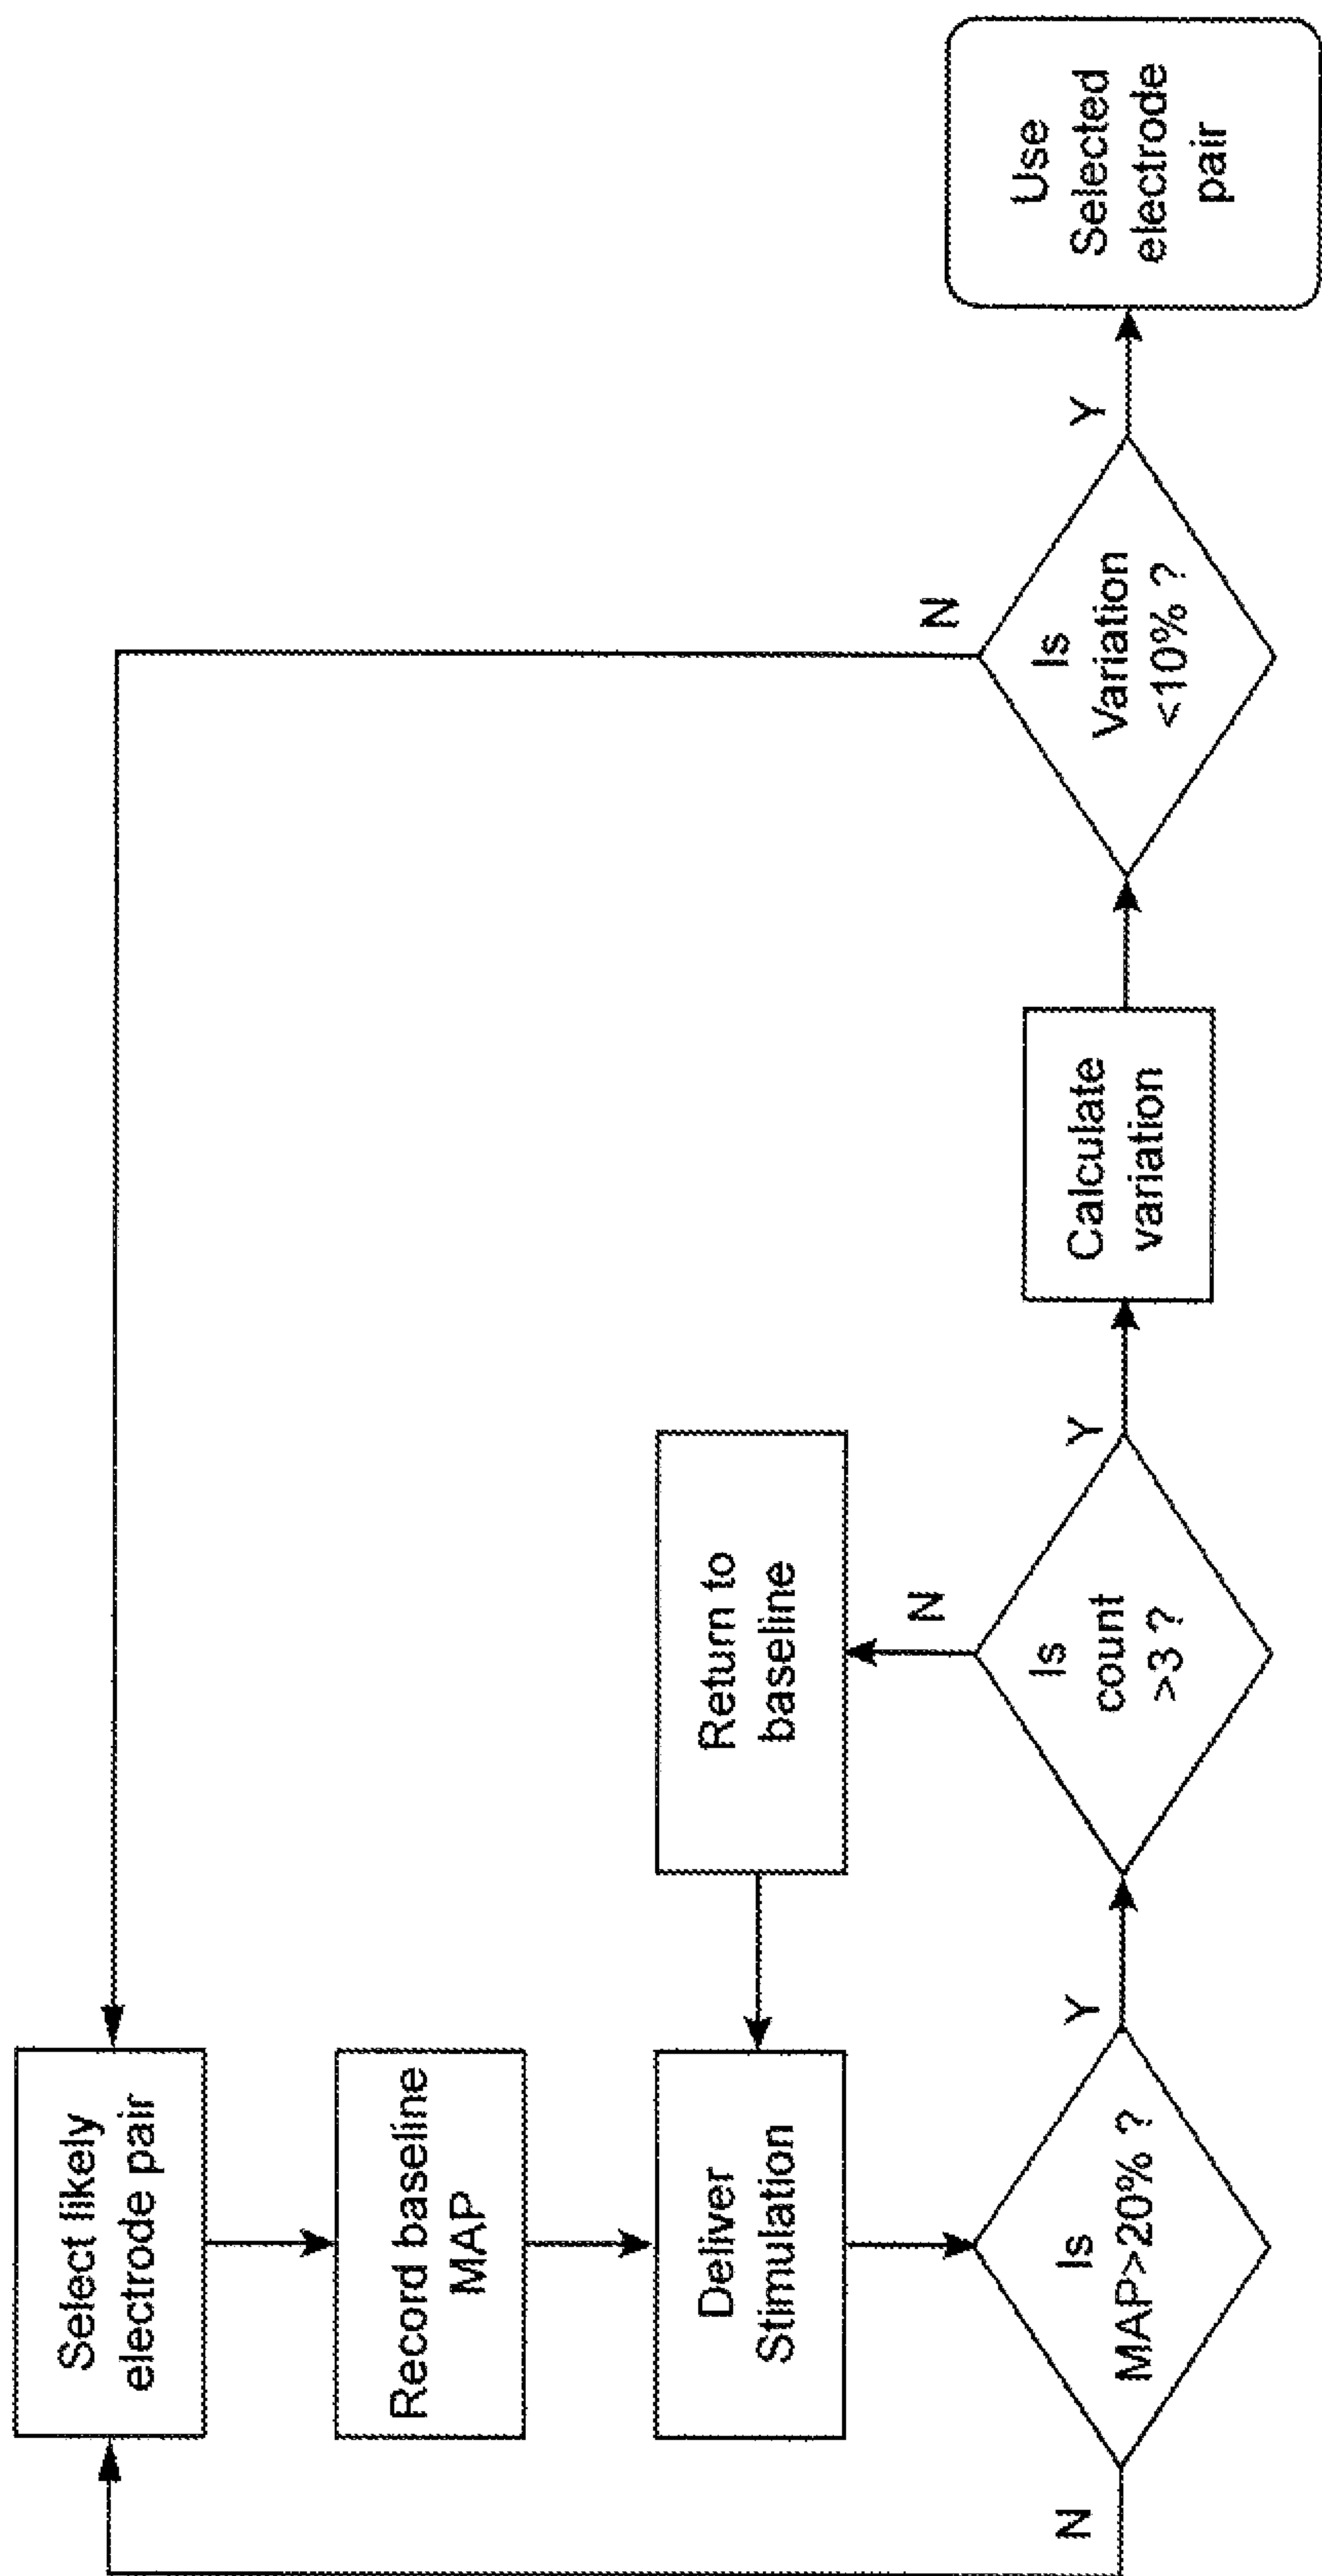 Select likely
electrode pair
Record baseline
MAP
Deliver
Stimulation
Is
MAP>20% ?
N
Y
Return to
baseline
Is
count
>3 ?
N
Y
Calculate
variation
Is
Variation
<10% ?
N
Y
Use
Selected
electrode
pair